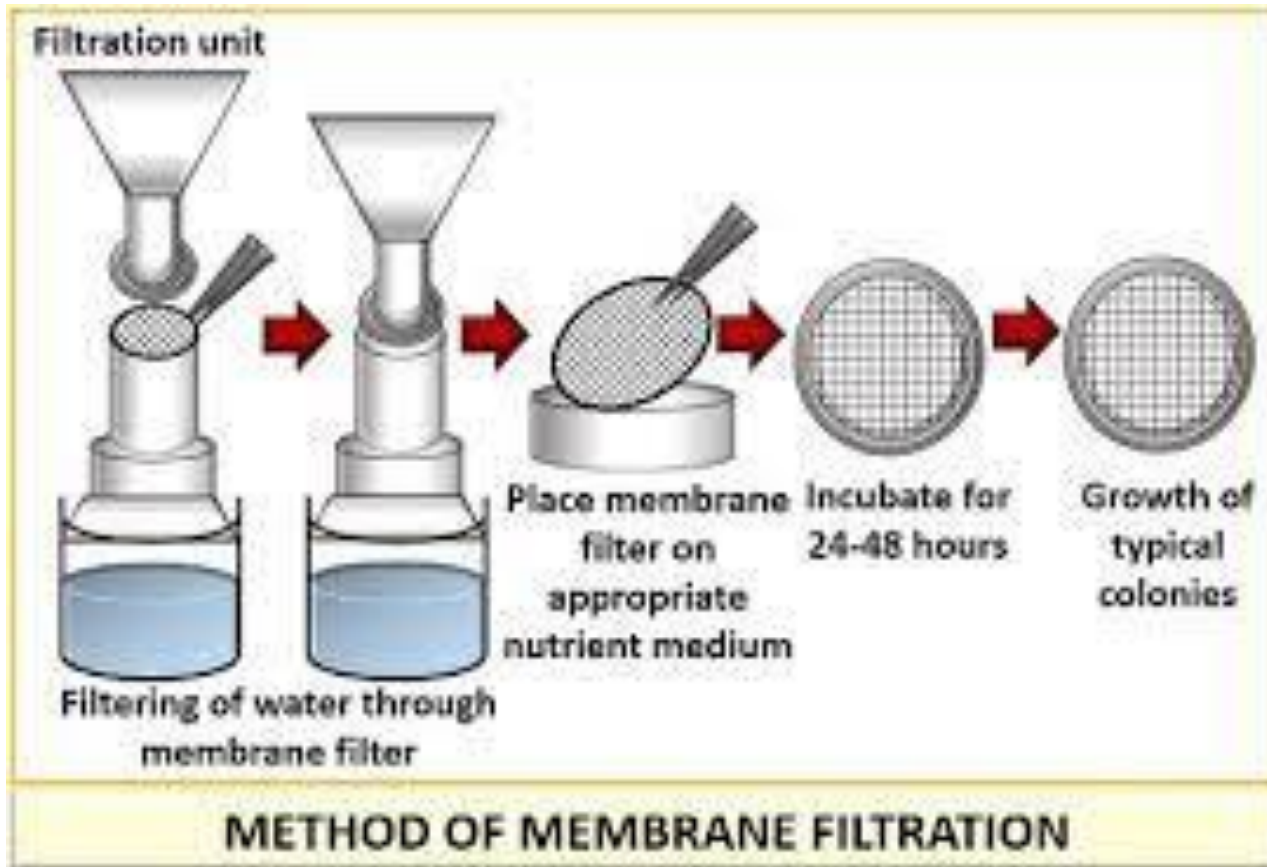 Filtration unit
Filtering of water through
membrane filter
Place membrane
filter on
appropriate
nutrient medium
Incubate for
24-48 hours
Growth of
typical
colonies
METHOD OF MEMBRANE FILTRATION